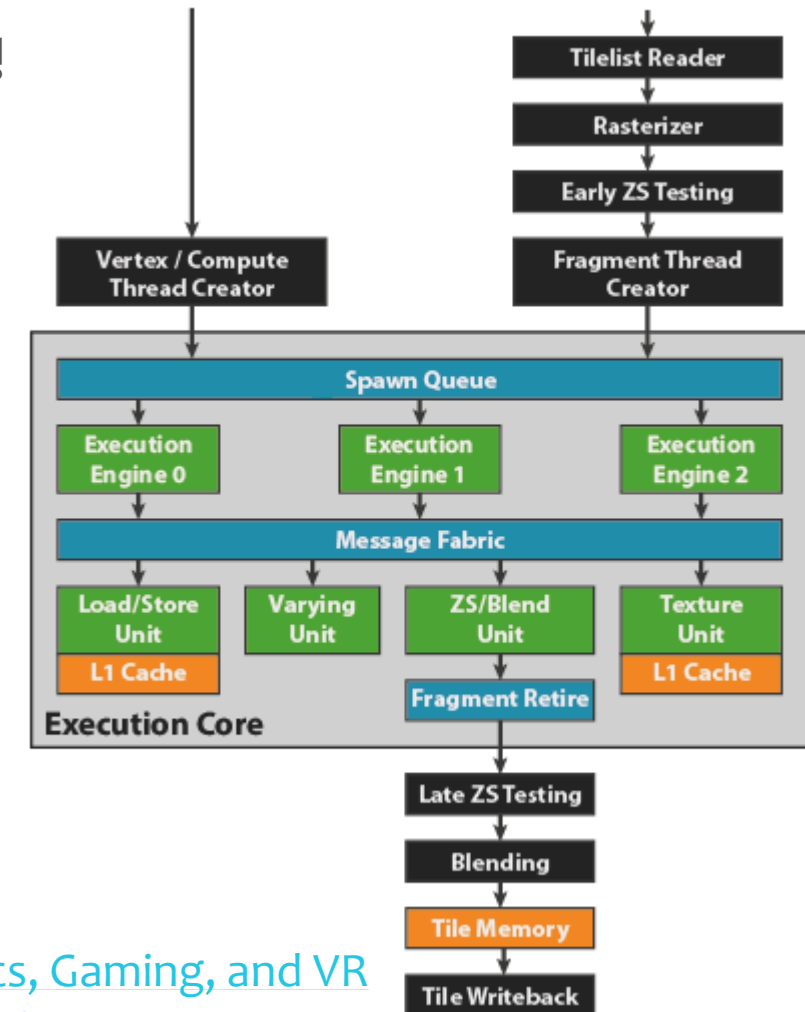 Tilelist Reader
Rasterizer
Early ZS Testing
Vertex / Compute
Thread Creator
Fragment Thread
Creator
Spawn Queue
Execution
Engine 0
Execution
Engine 1
Execution
Engine 2
Message Fabric
Load/Store
Unit
L1 Cache
Varying
Unit
ZS/Blend
Unit
Texture
Unit
L1 Cache
Fragment Retire
Execution Core
Late ZS Testing
Blending
Tile Memory
Tile Writeback
Gaming, and VR